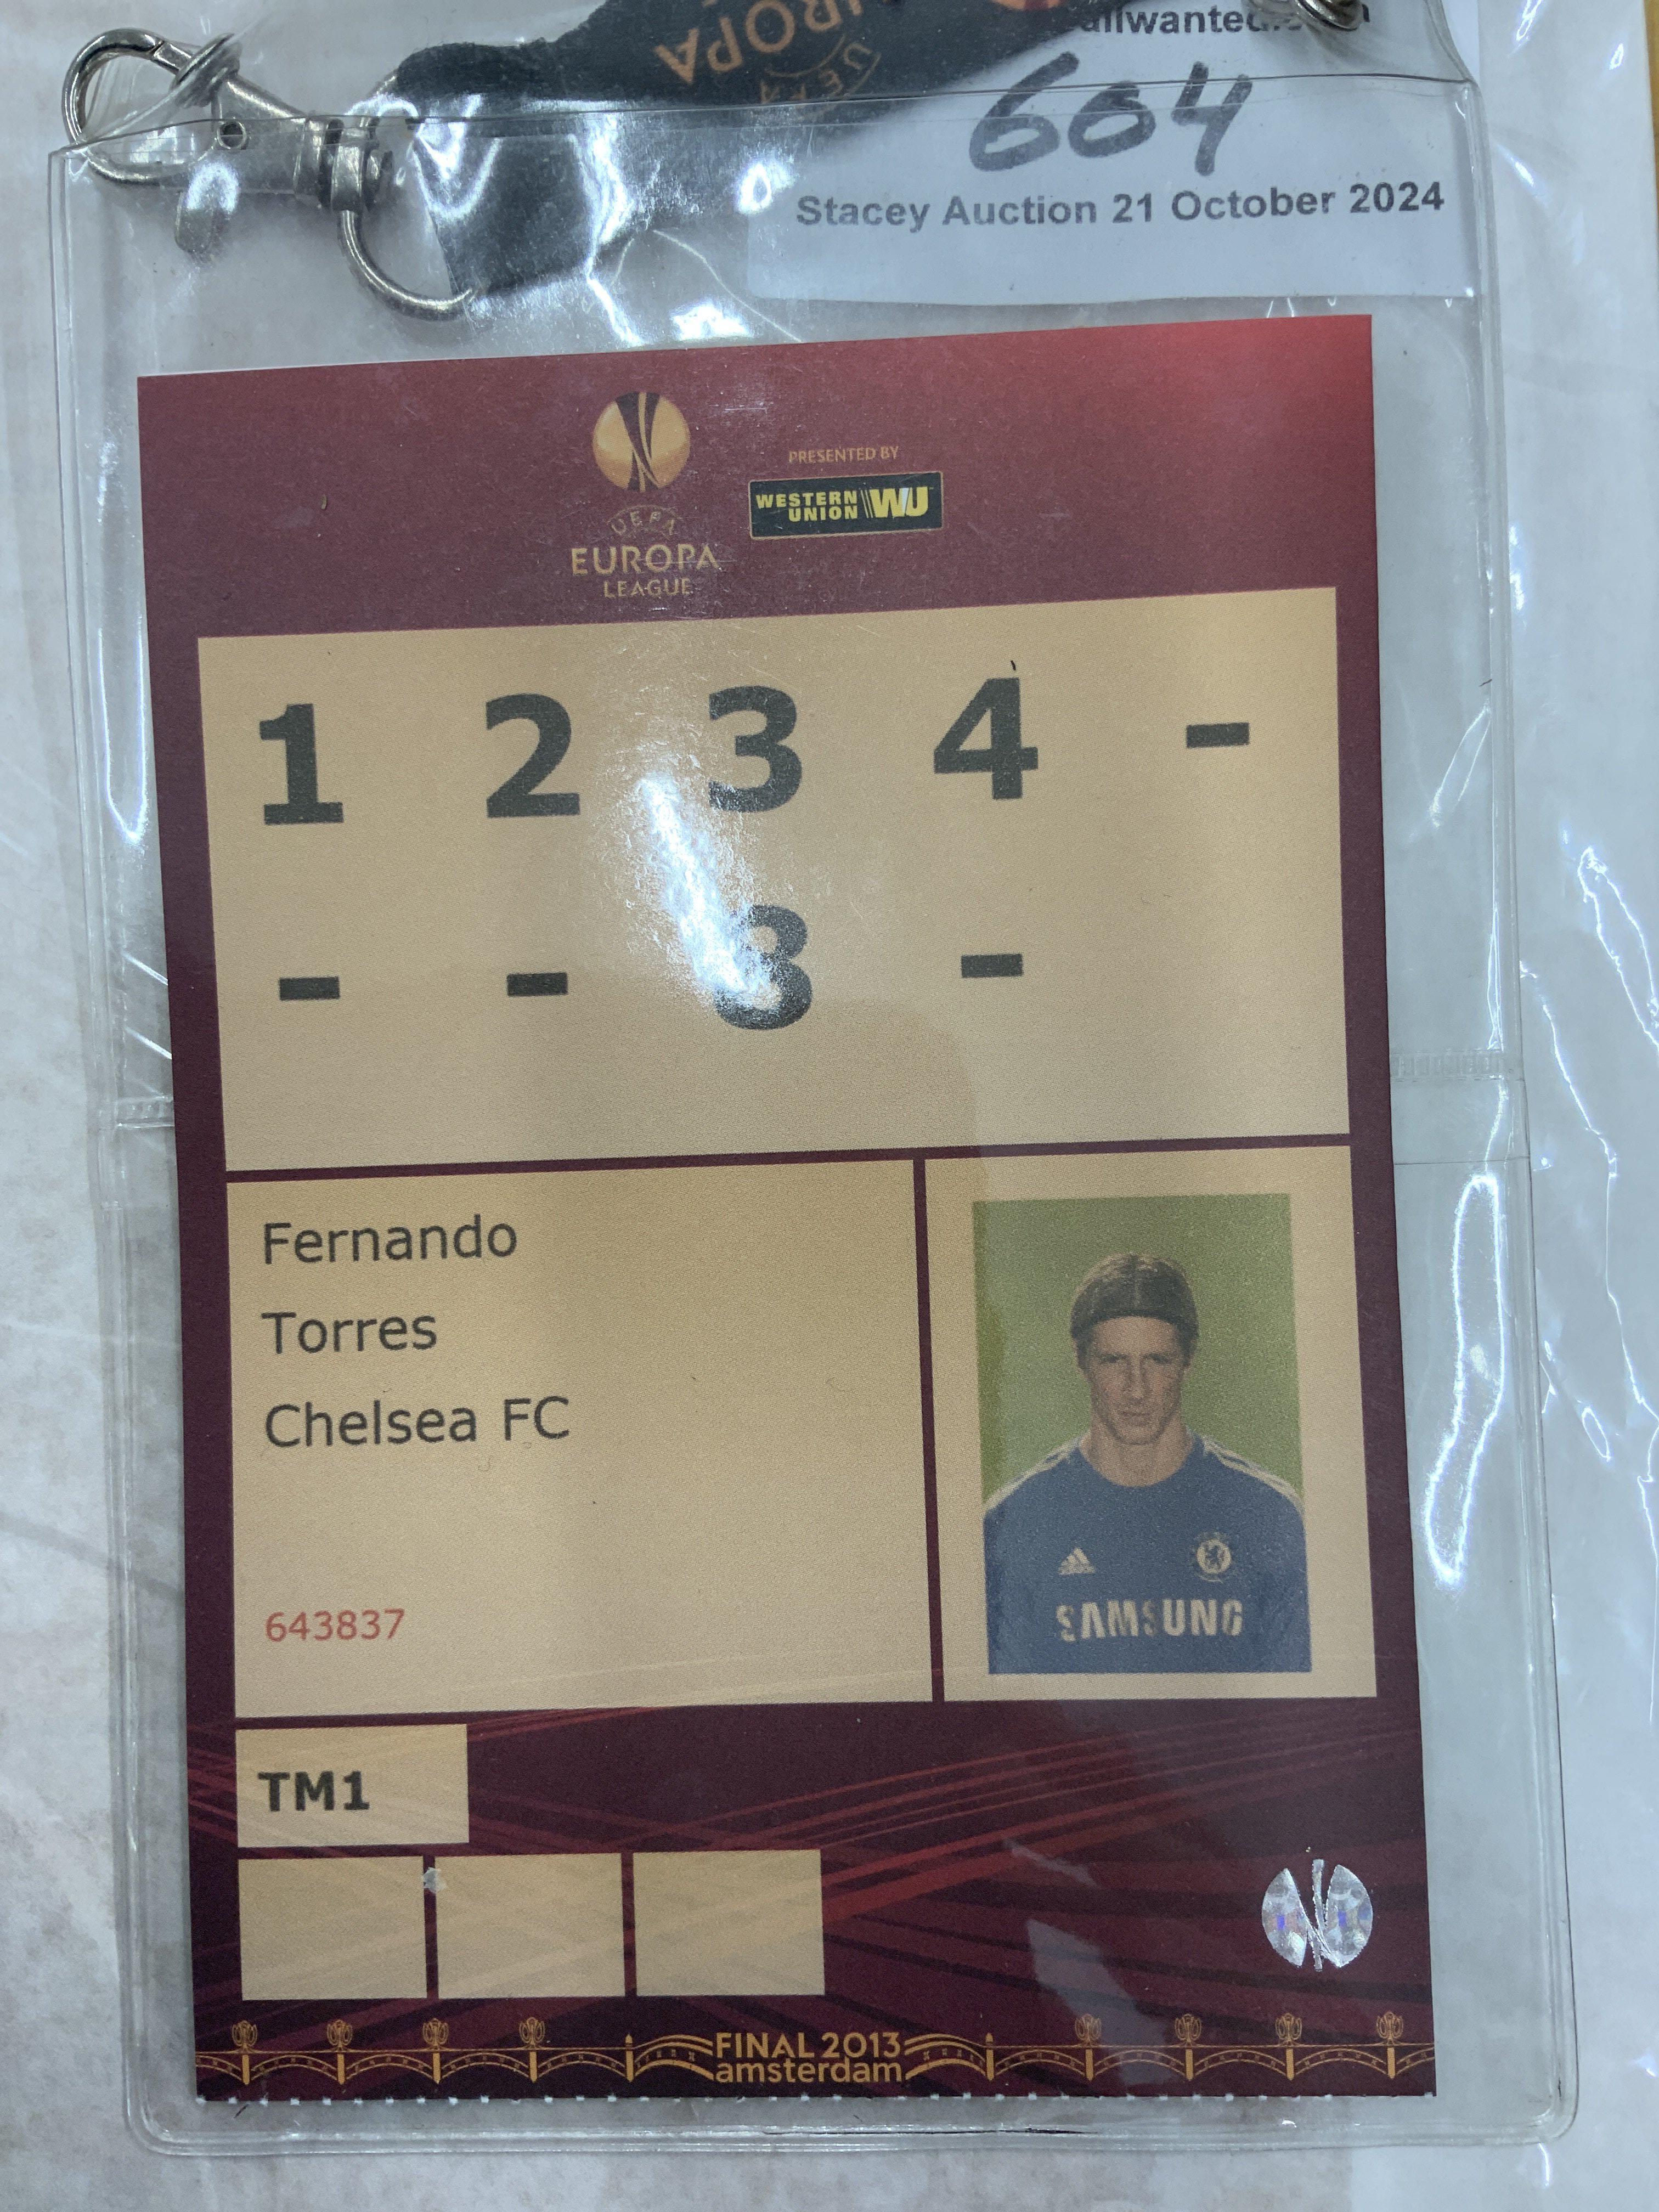 EUROPA
UEFA
604
Stacey Auction 21 October 2024
UEFA
EUROPA
LEAGUE
PRESENTED BY
WESTERN
UNION WU
1 2 3 4 -
- - 8 -
Fernando
Torres
Chelsea FC
643837
SAMSUNG
TM1
FINAL 2013
amsterdam